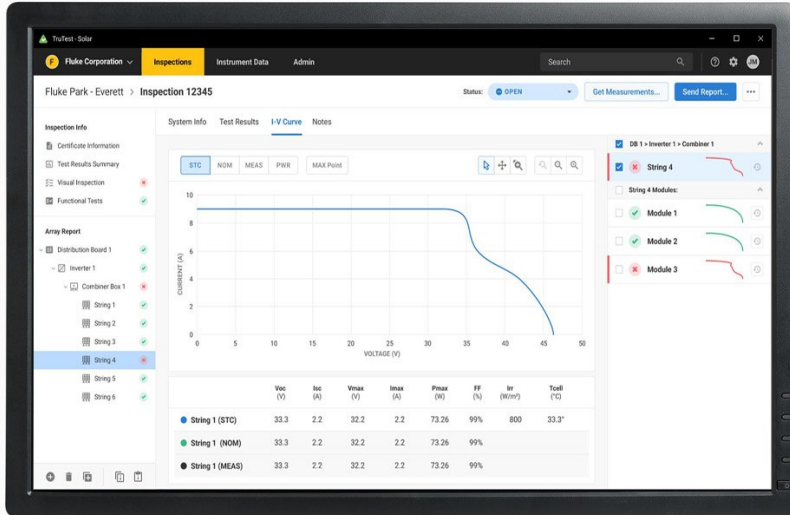 TruTest - Solar
F Fluke Corporation
Inspections
Instrument Data
Admin
Search
JM
Fluke Park - Everett > Inspection 12345
Status:
OPEN
Get Measurements...
Send Report...
Inspection Info
Certificate Information
Test Results Summary
Visual Inspection
Functional Tests
Array Report
Distribution Board 1
Inverter 1
Combiner Box 1
String 1
String 2
String 3
String 4
String 5
String 6
System Info
Test Results
I-V Curve
Notes
STC
NOM
MEAS
PWR
MAX Point
CURRENT (A)
10
8
6
4
2
0
0 5 10 15 20 25 30 35 40 45 50
VOLTAGE (V)
Voc (V) Isc (A) Vmax (V) Imax (A) Pmax (W) FF (%) Irr (W/m²) Tcell (°C)
String 1 (STC) 33.3 2.2 32.2 2.2 73.26 99% 800 33.3°
String 1 (NOM) 33.3 2.2 32.2 2.2 73.26 99%
String 1 (MEAS) 33.3 2.2 32.2 2.2 73.26 99%
DB 1 > Inverter 1 > Combiner 1
String 4
String 4 Modules:
Module 1
Module 2
Module 3